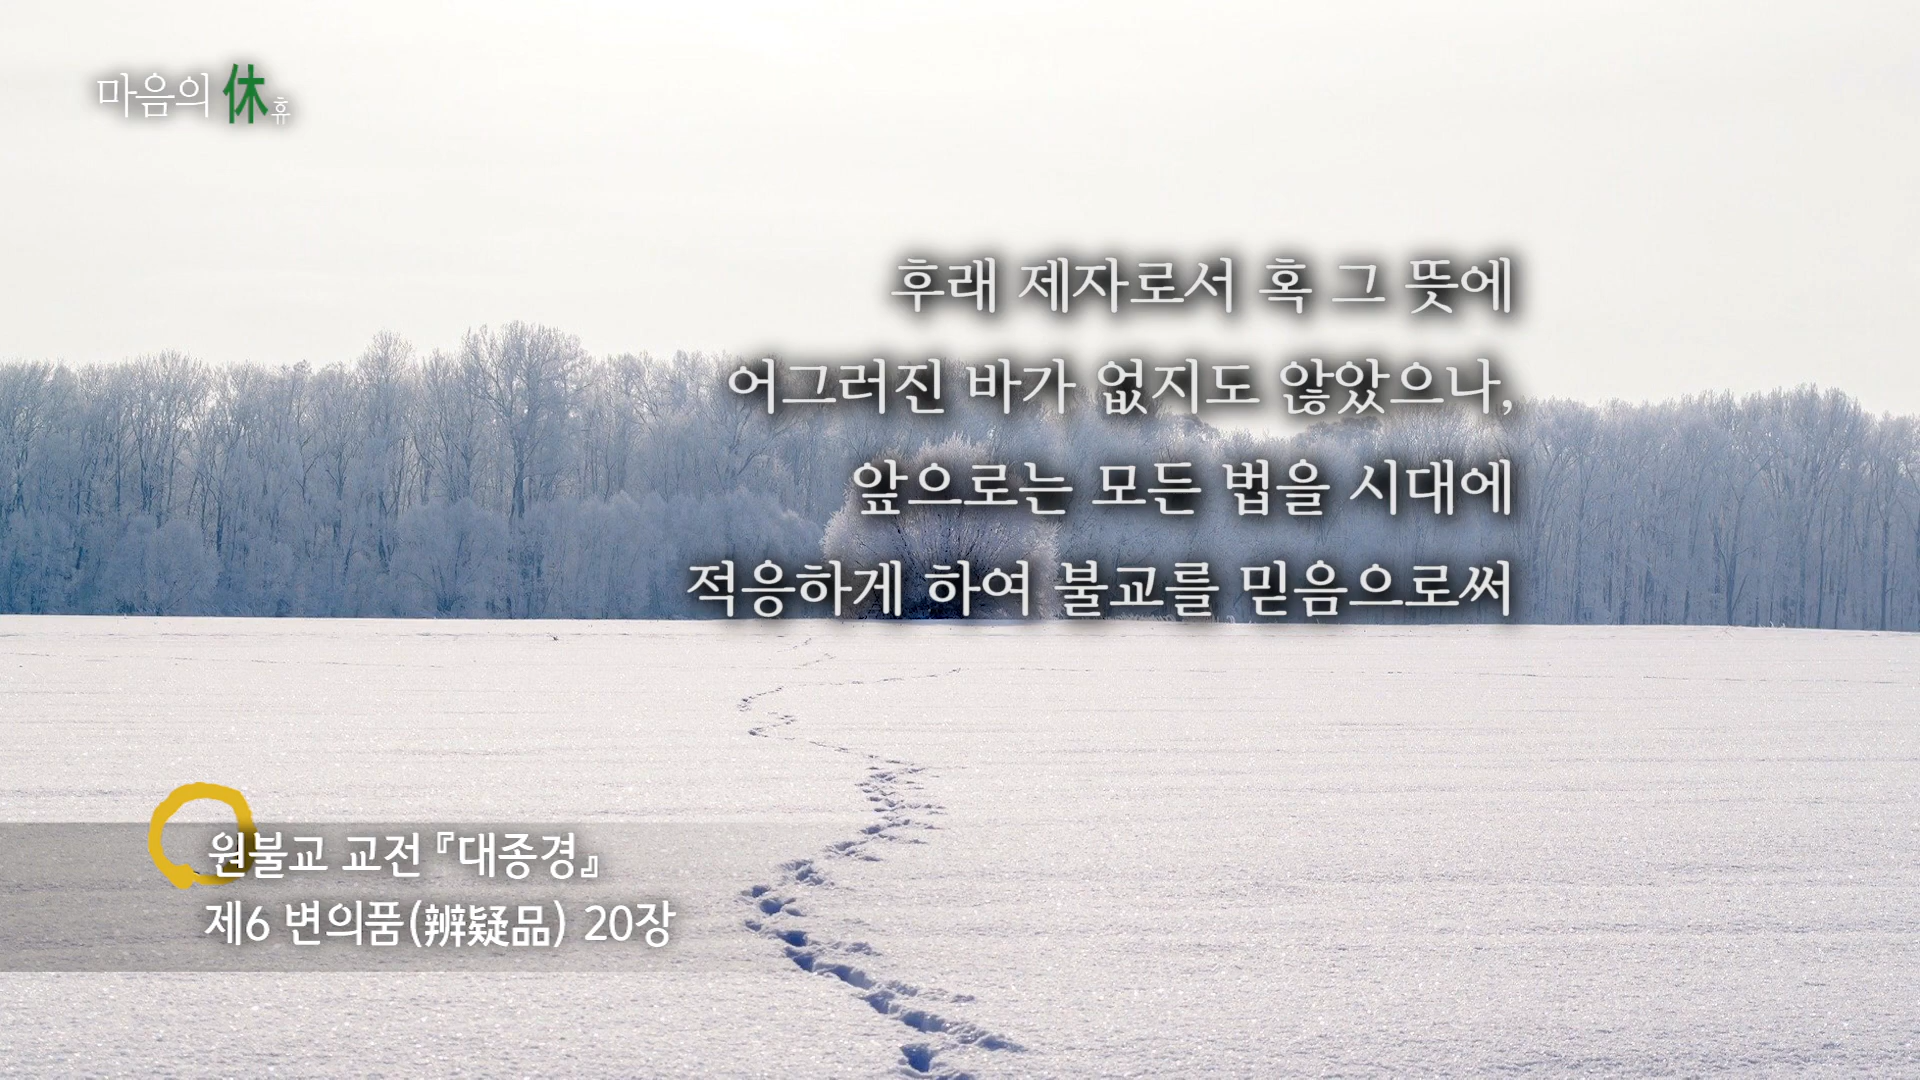 마음의 休휴
후래 제자로서 혹 그 뜻에
어그러진 바가 없지도 않았으나,
앞으로는 모든 법을 시대에
적응하게 하여 불교를 믿음으로써
원불교 교전 『대종경』
제6 변의품(辨疑品) 20장